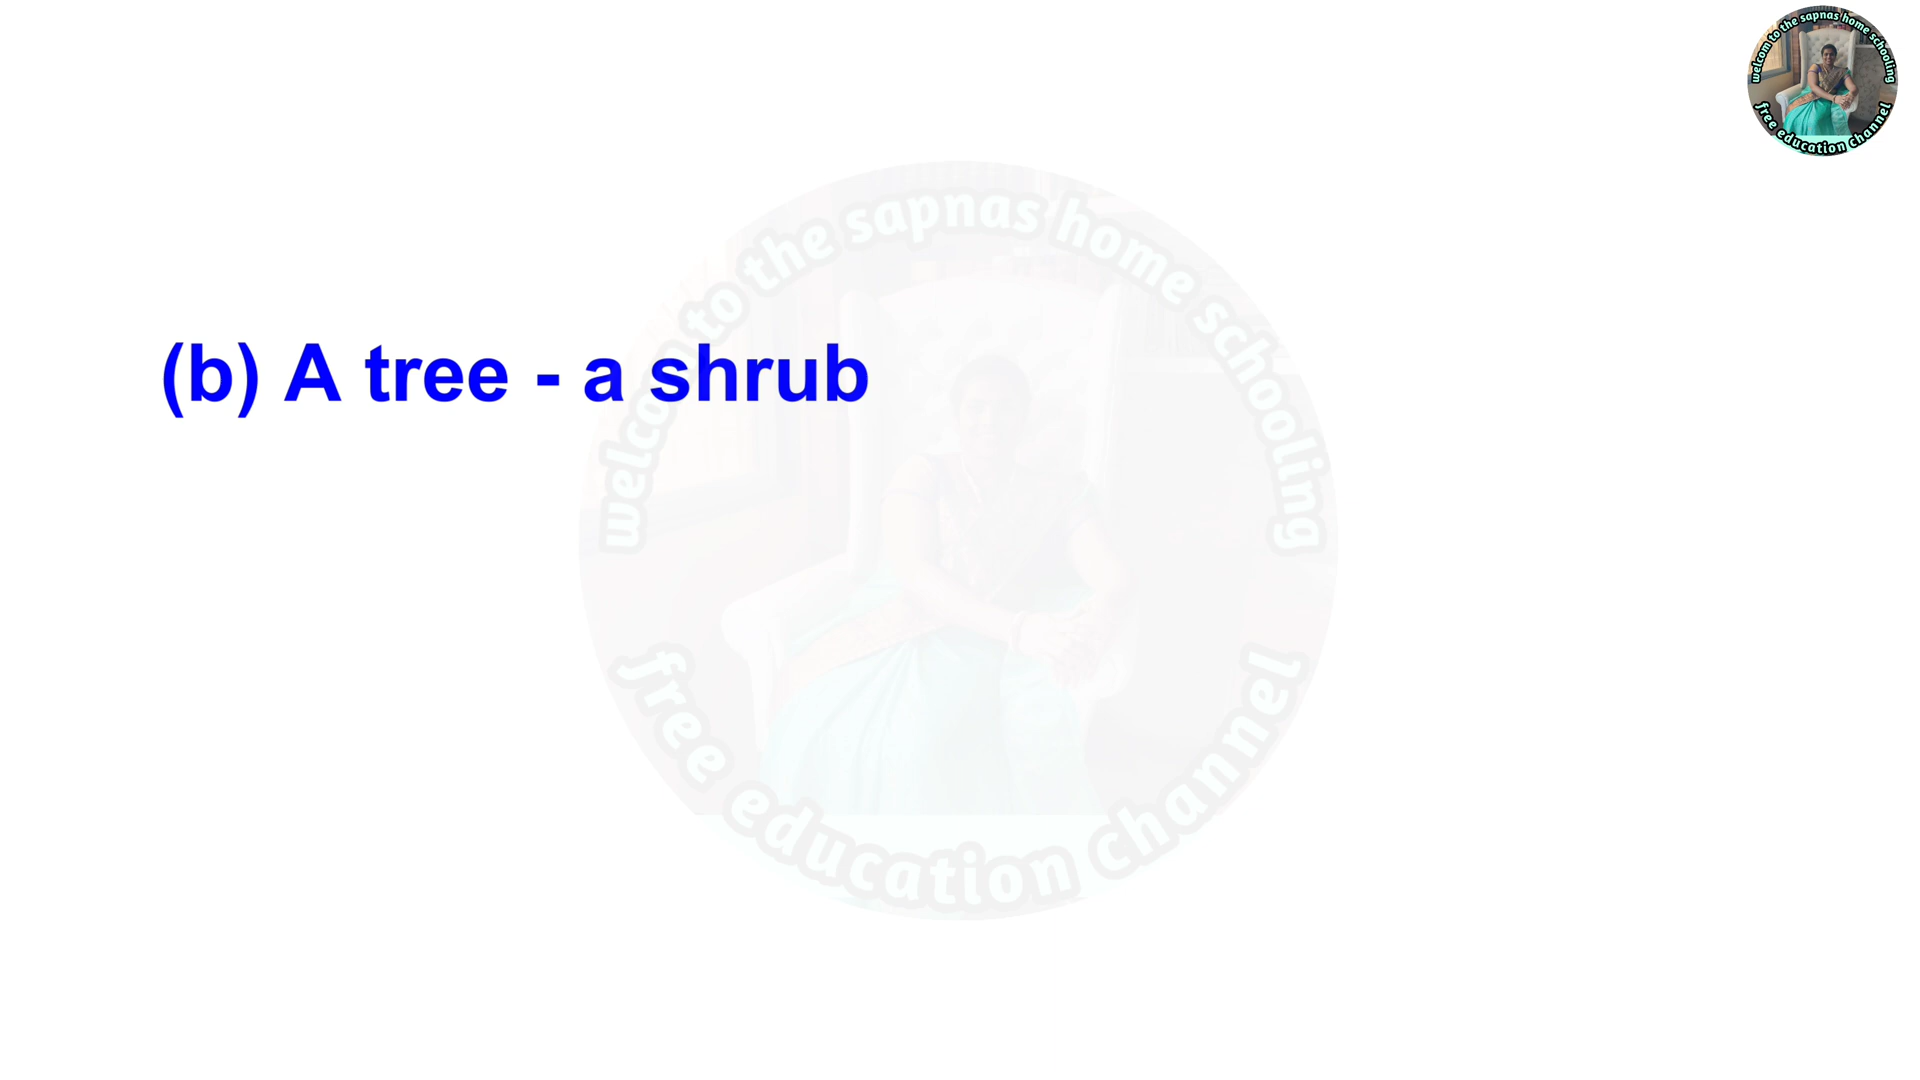 welcom to the sapnas home schooling
free education channel
(b) A tree - a shrub
welcom to the sapnas home schooling
free education channel